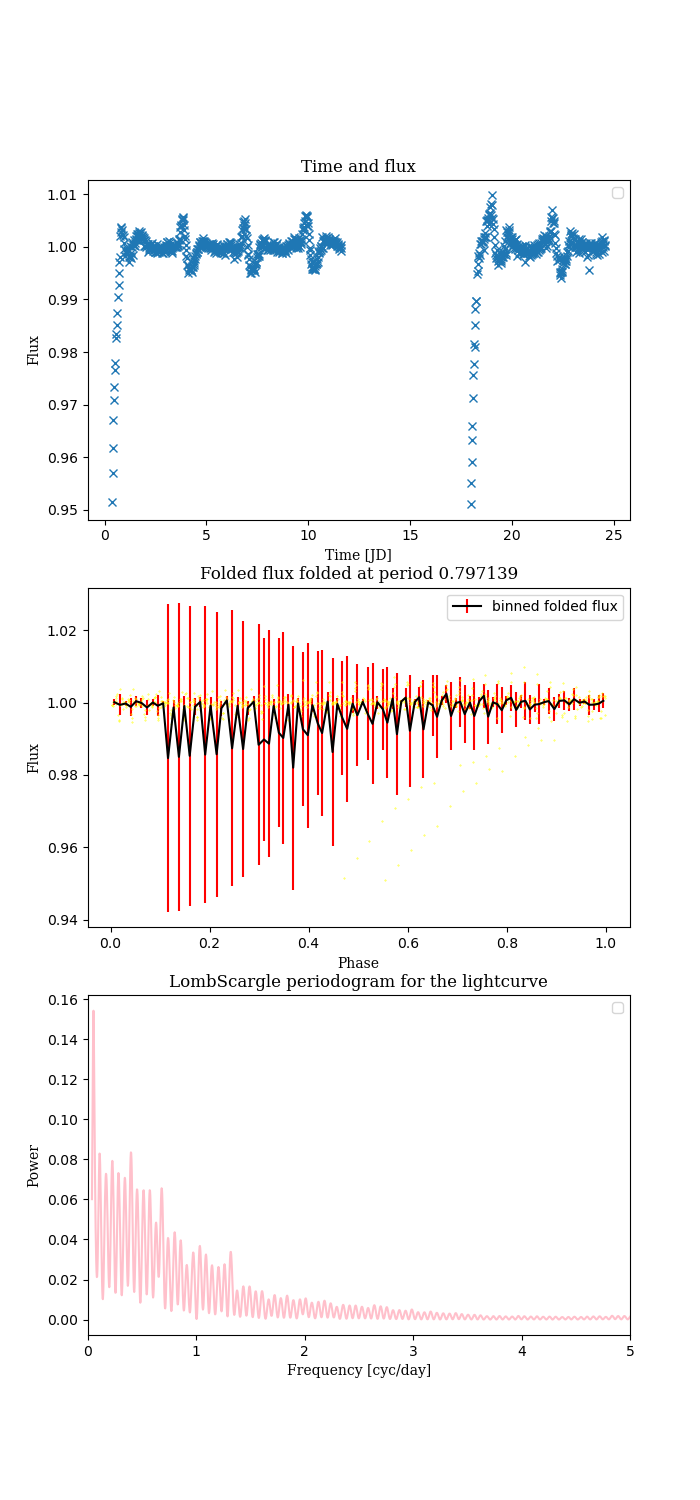 Time and flux
1.01
1.00
0.99
0.98
0.97
0.96
0.95
Flux
0 5 10 15 20 25
Time [JD]
Folded flux folded at period 0.797139
binned folded flux
1.02
1.00
0.98
0.96
0.94
Flux
0.0 0.2 0.4 0.6 0.8 1.0
Phase
LombScargle periodogram for the lightcurve
0.16
0.14
0.12
0.10
0.08
0.06
0.04
0.02
0.00
Power
0 1 2 3 4 5
Frequency [cyc/day]